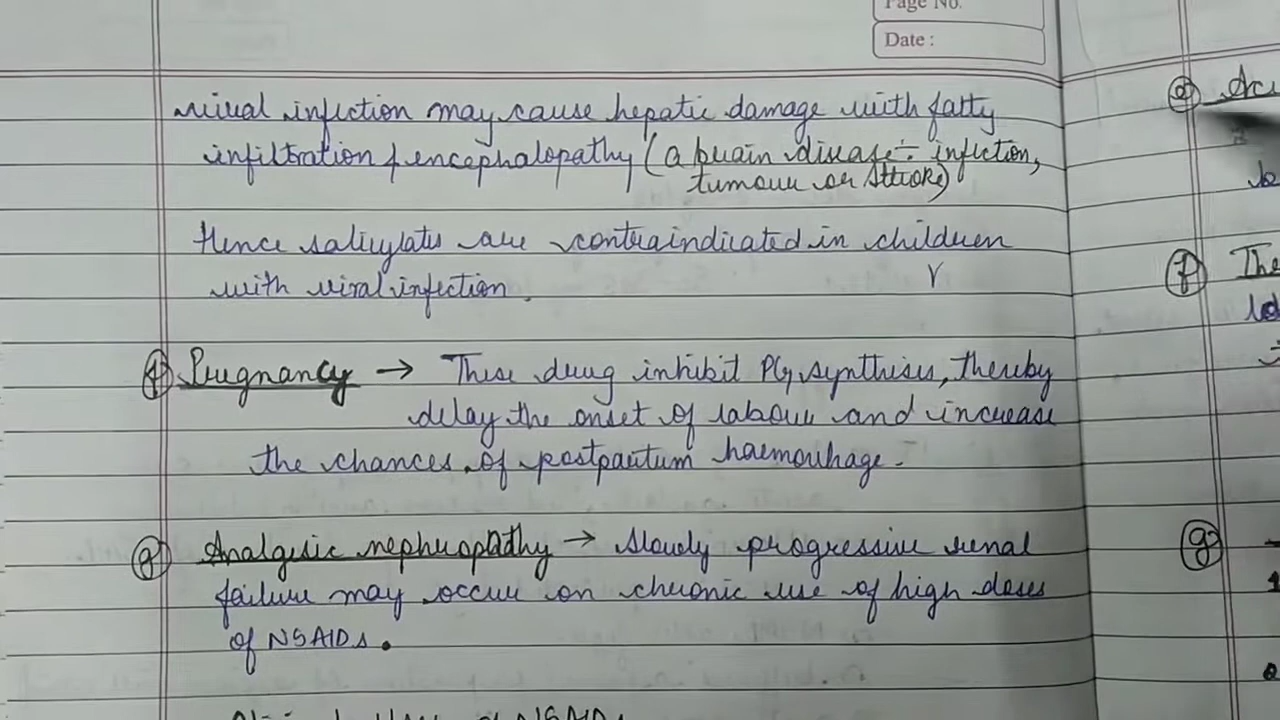 Page No.
Date :
viral infection may cause hepatic damage with fatty
infiltration & encephalopathy (a brain disease :- infection,
tumour or stroke)
Hence salicylates are contraindicated in children
with viral infection.
Pregnancy → These drug inhibit PG synthesis, thereby
delay the onset of labour and increase
the chances of postpartum haemorrhage.
Analgesic nephropathy → Slowly progressive renal
failure may occur on chronic use of high doses
of NSAIDs.
of NSAIDs
f
The
g